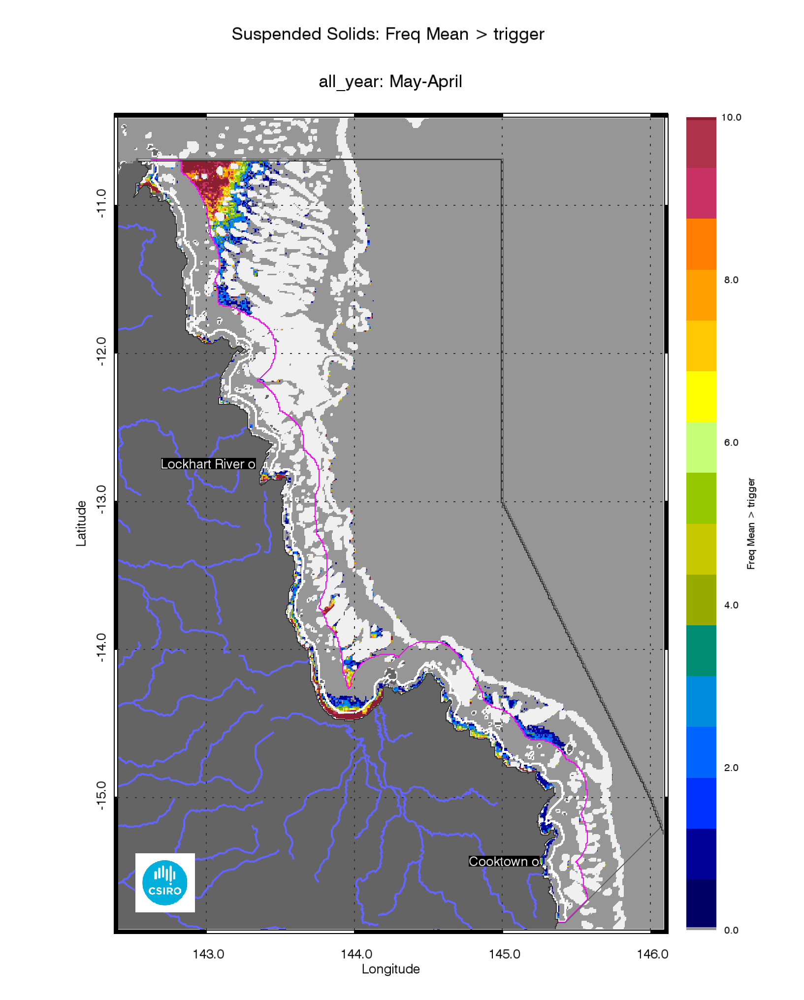 Suspended Solids: Freq Mean > trigger
all_year: May-April
10.0
-11.0
8.0
-12.0
6.0
Lockhart River o
-13.0
Latitude
Freq Mean > trigger
4.0
-14.0
2.0
-15.0
Cooktown o
CSIRO
0.0
143.0 144.0 145.0 146.0
Longitude